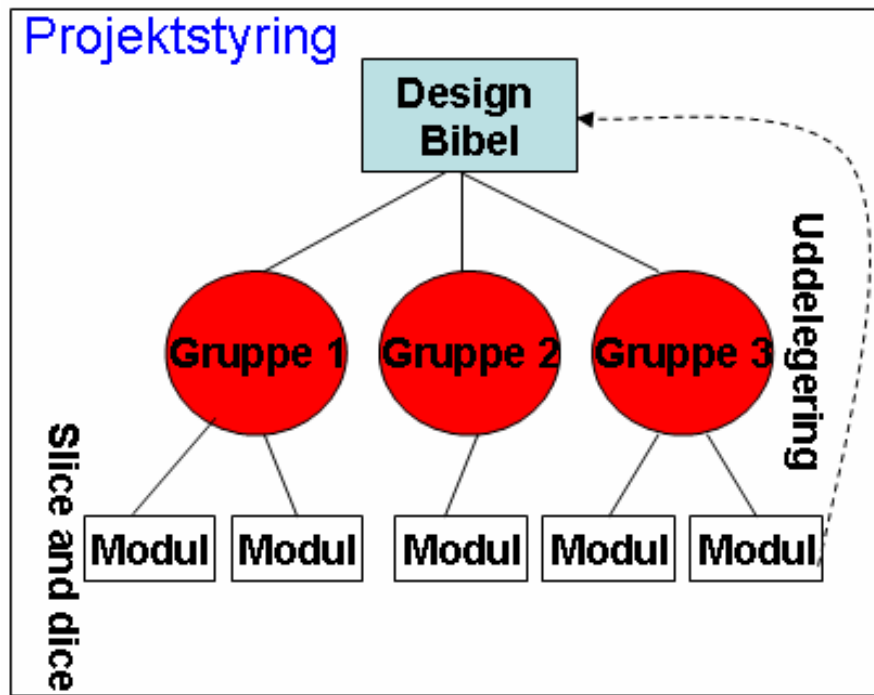 Projektstyring
Design
Bibel
Uddelegering
Gruppe 1
Gruppe 2
Gruppe 3
Slice and dice
Modul
Modul
Modul
Modul
Modul